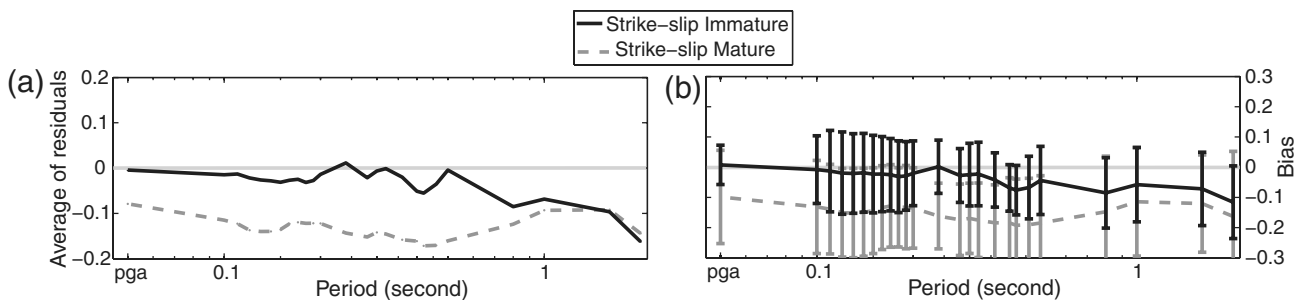 Strike−slip Immature
Strike−slip Mature
(a)
Average of residuals
0.2
0.1
0
−0.1
−0.2
pga
0.1
1
Period (second)
(b)
0.3
0.2
0.1
0
−0.1
−0.2
−0.3
Bias
pga
0.1
1
Period (second)